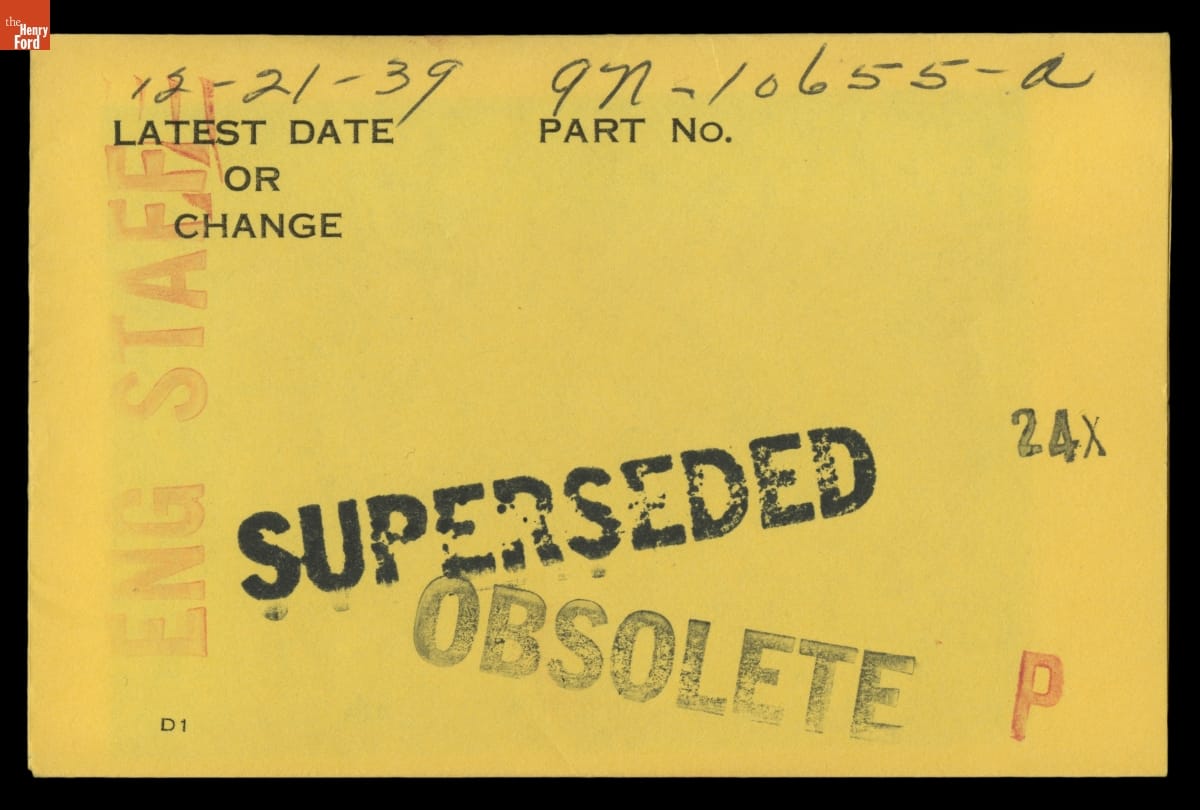 the
Henry
Ford
12-21-39 9N-10655-A
LATEST DATE PART No.
OR
CHANGE
ENG STAFF
24X
SUPERSEDED
OBSOLETE
P
D1